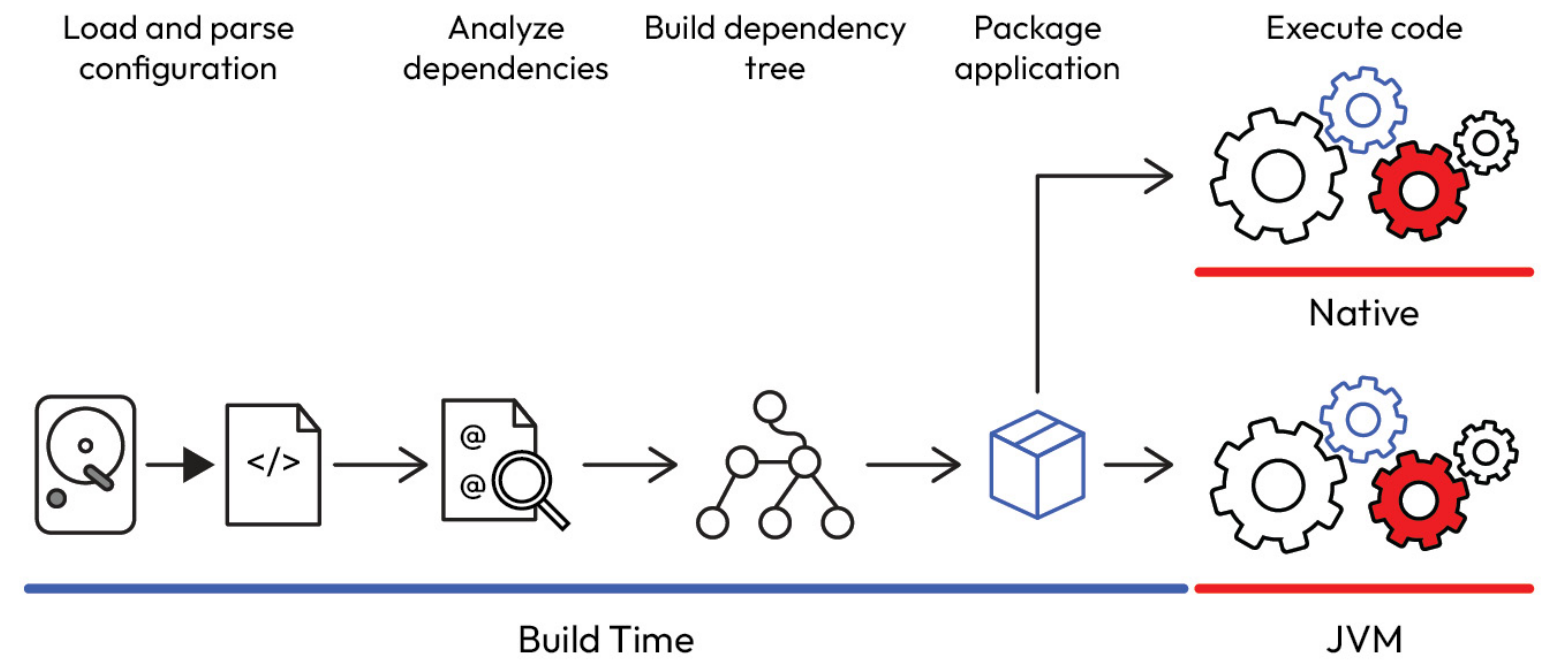 Load and parse
configuration
Analyze
dependencies
Build dependency
tree
Package
application
Execute code
Native
</>
@
@
Build Time
JVM